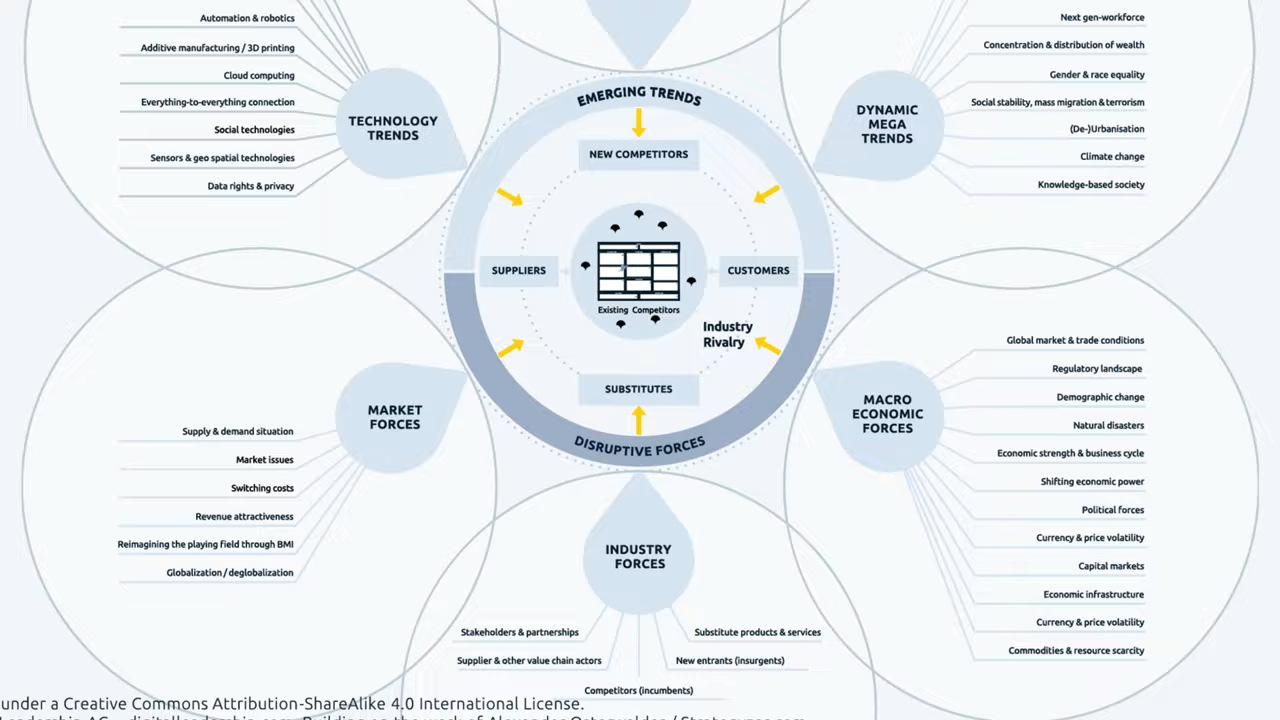 Automation & robotics
Additive manufacturing / 3D printing
Cloud computing
Everything-to-everything connection
Social technologies
Sensors & geo spatial technologies
Data rights & privacy
TECHNOLOGY
TRENDS
EMERGING TRENDS
NEW COMPETITORS
SUPPLIERS
CUSTOMERS
Existing Competitors
Industry
Rivalry
SUBSTITUTES
DISRUPTIVE FORCES
DYNAMIC
MEGA
TRENDS
Next gen-workforce
Concentration & distribution of wealth
Gender & race equality
Social stability, mass migration & terrorism
(De-)Urbanisation
Climate change
Knowledge-based society
MARKET
FORCES
Supply & demand situation
Market issues
Switching costs
Revenue attractiveness
Reimagining the playing field through BMI
Globalization / deglobalization
MACRO
ECONOMIC
FORCES
Global market & trade conditions
Regulatory landscape
Demographic change
Natural disasters
Economic strength & business cycle
Shifting economic power
Political forces
Currency & price volatility
Capital markets
Economic infrastructure
Currency & price volatility
Commodities & resource scarcity
INDUSTRY
FORCES
Stakeholders & partnerships
Supplier & other value chain actors
Competitors (incumbents)
Substitute products & services
New entrants (insurgents)
under a Creative Commons Attribution-ShareAlike 4.0 International License.